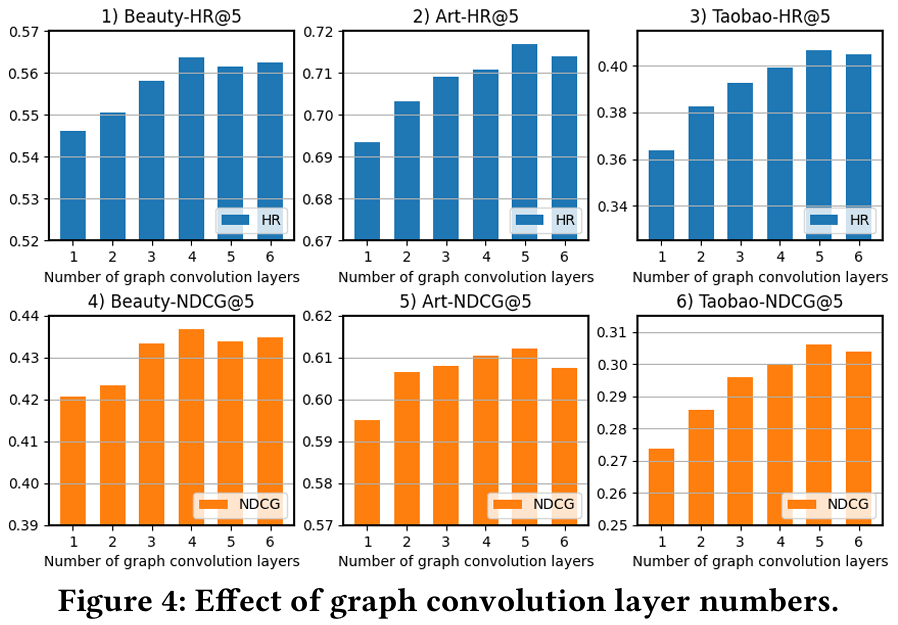 1) Beauty-HR@5
2) Art-HR@5
3) Taobao-HR@5
0.57
0.56
0.55
0.54
0.53
0.52
HR
1 2 3 4 5 6
Number of graph convolution layers
0.72
0.71
0.70
0.69
0.68
0.67
HR
1 2 3 4 5 6
Number of graph convolution layers
0.40
0.38
0.36
0.34
HR
1 2 3 4 5 6
Number of graph convolution layers
4) Beauty-NDCG@5
5) Art-NDCG@5
6) Taobao-NDCG@5
0.44
0.43
0.42
0.41
0.40
0.39
NDCG
1 2 3 4 5 6
Number of graph convolution layers
0.62
0.61
0.60
0.59
0.58
0.57
NDCG
1 2 3 4 5 6
Number of graph convolution layers
0.31
0.30
0.29
0.28
0.27
0.26
0.25
NDCG
1 2 3 4 5 6
Number of graph convolution layers
Figure 4: Effect of graph convolution layer numbers.